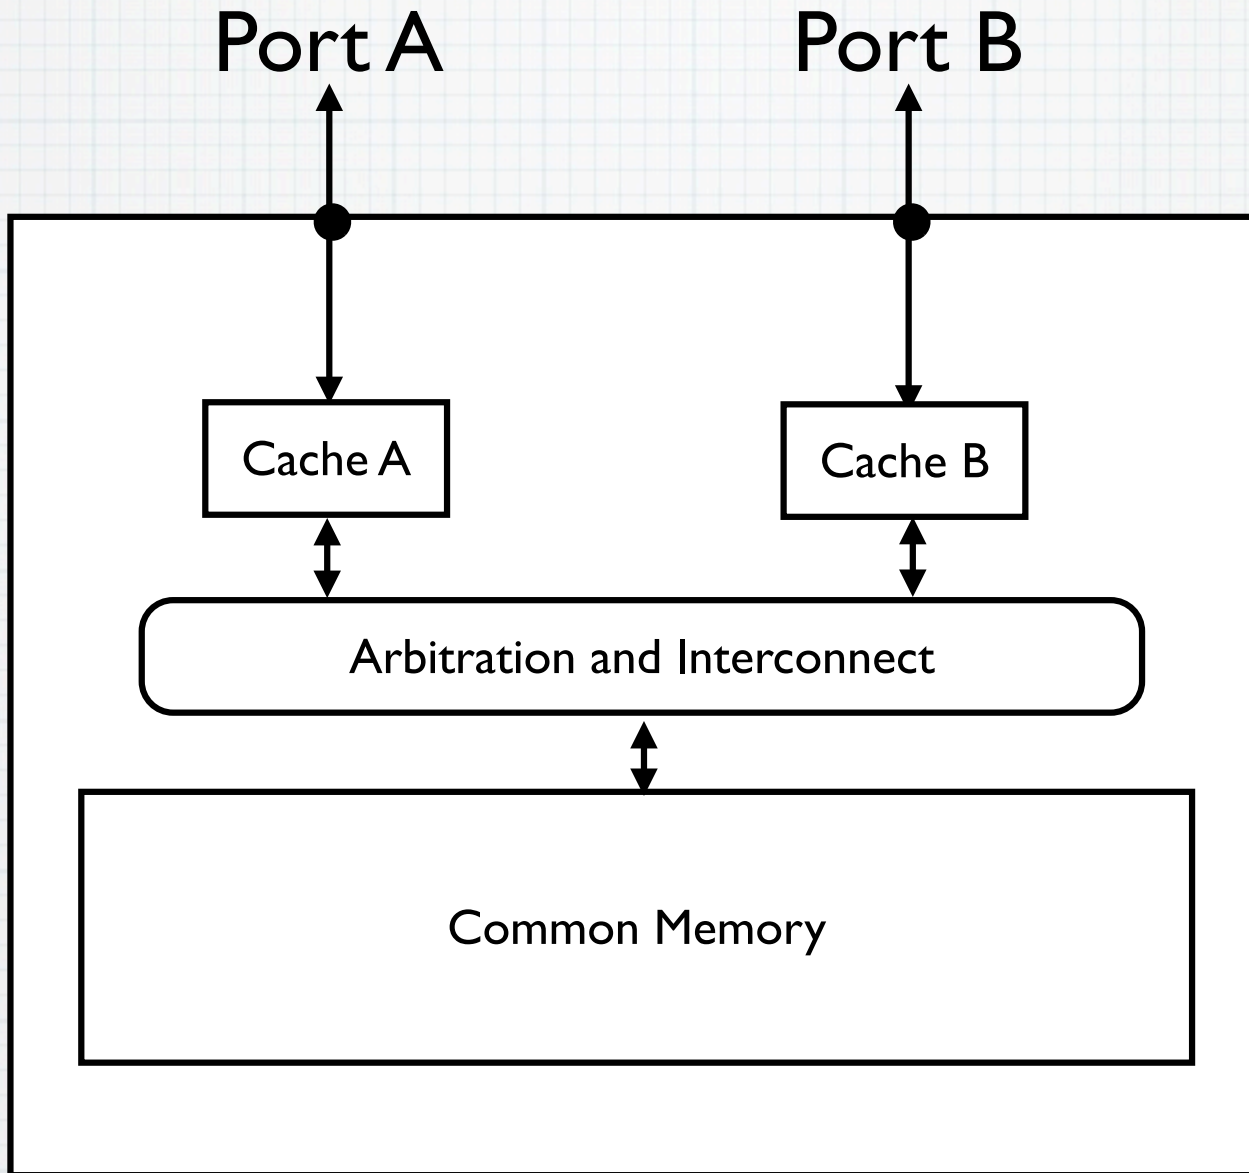 Port A Port B
Cache A Cache B
Arbitration and Interconnect
Common Memory